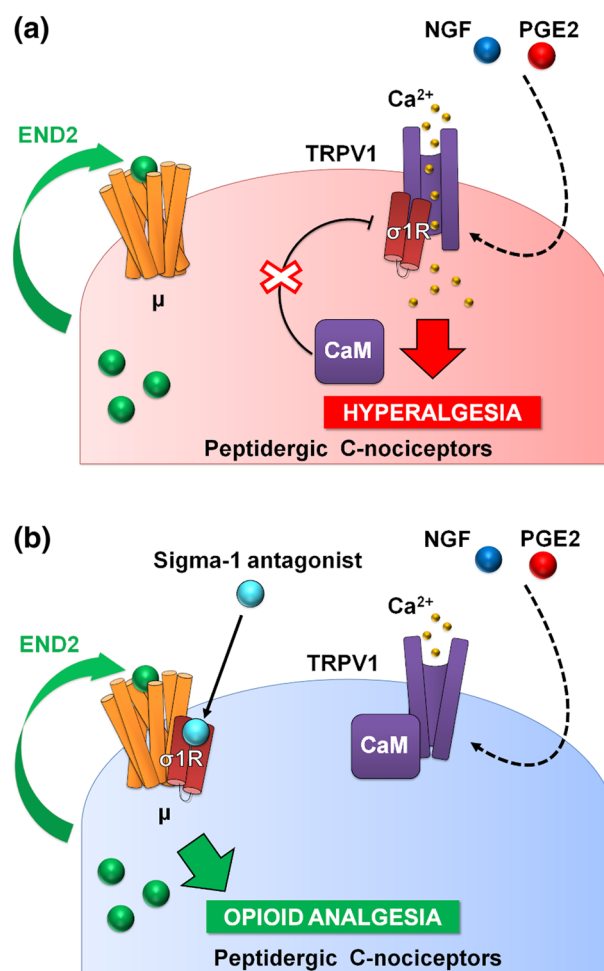 (a)
NGF PGE2
Ca²⁺
END2
TRPV1
σ1R
μ
CaM
HYPERALGESIA
Peptidergic C-nociceptors
(b)
NGF PGE2
Sigma-1 antagonist
Ca²⁺
END2
TRPV1
σ1R
CaM
μ
OPIOID ANALGESIA
Peptidergic C-nociceptors